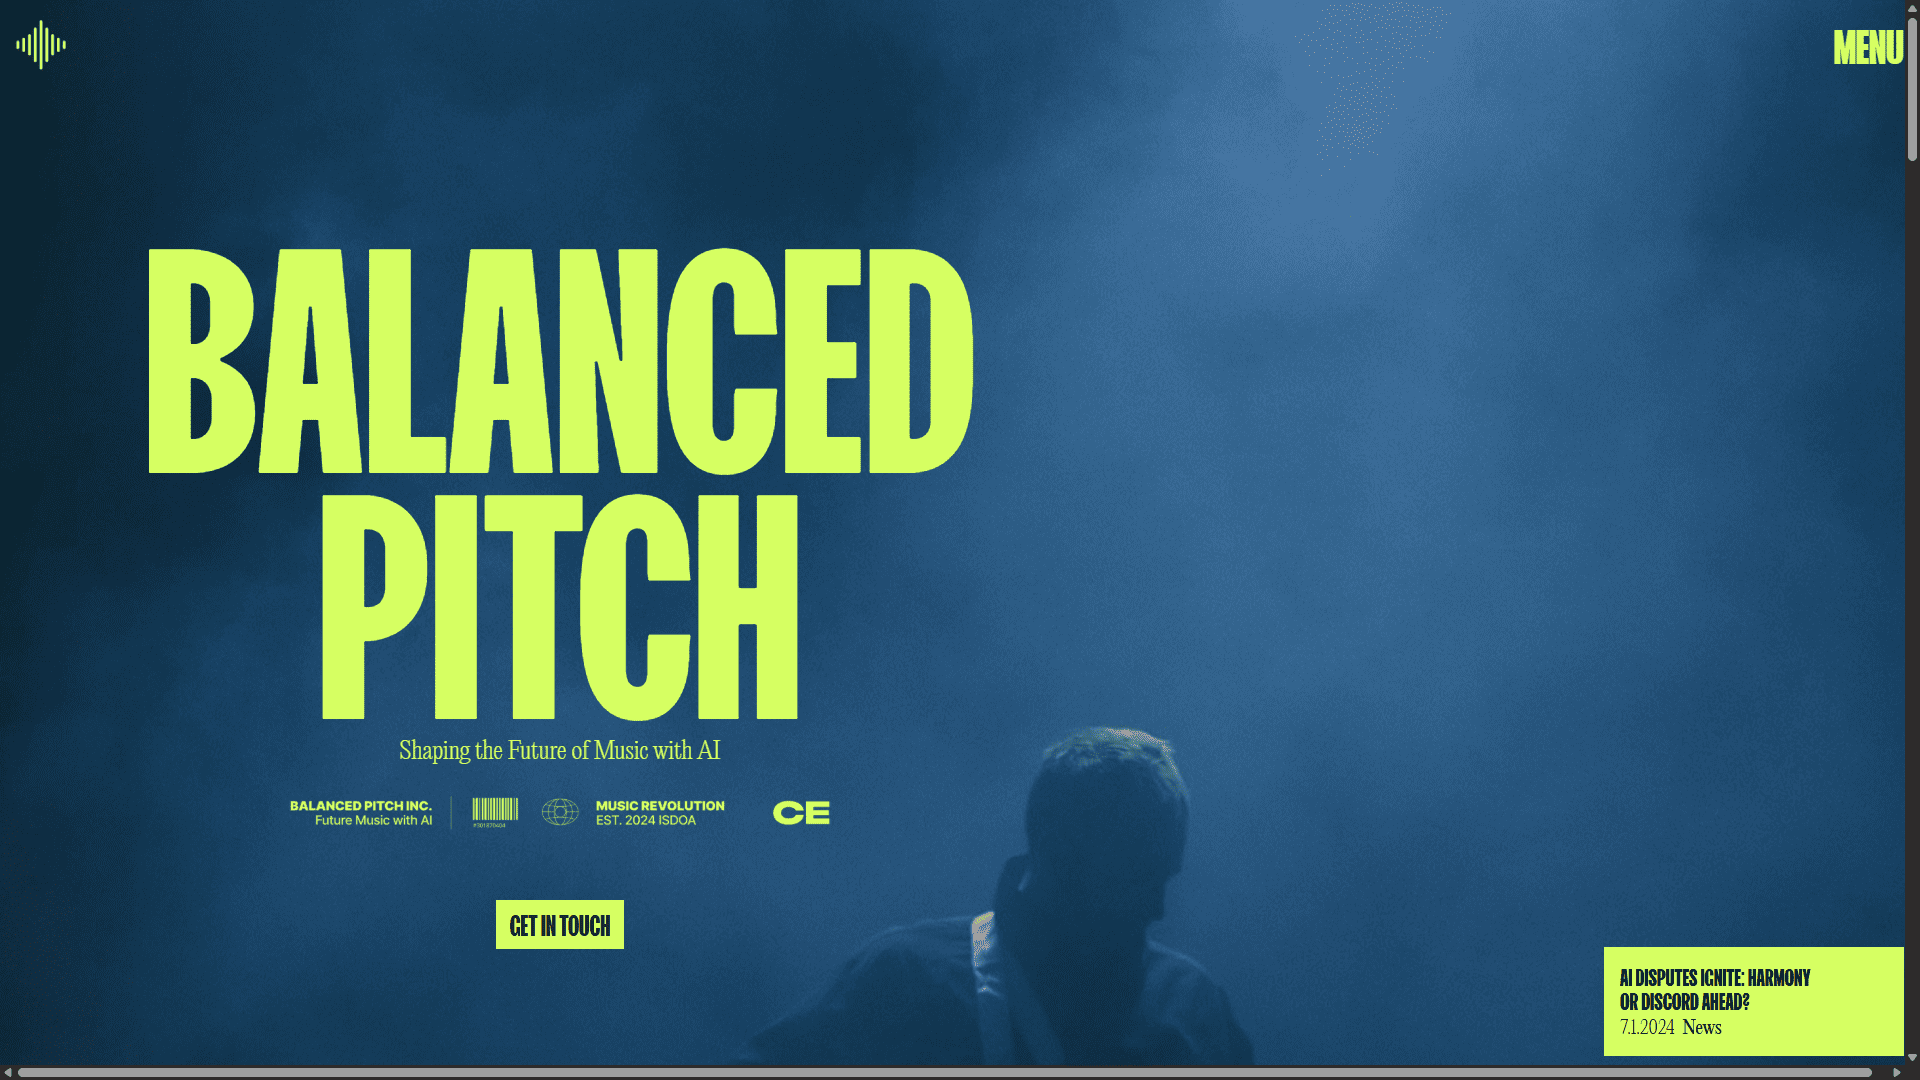 MENU
BALANCED
PITCH
Shaping the Future of Music with AI
BALANCED PITCH INC.
Future Music with AI
#301870404
MUSIC REVOLUTION
EST. 2024 ISDOA
CE
GET IN TOUCH
AI DISPUTES IGNITE: HARMONY
OR DISCORD AHEAD?
7.1.2024 News